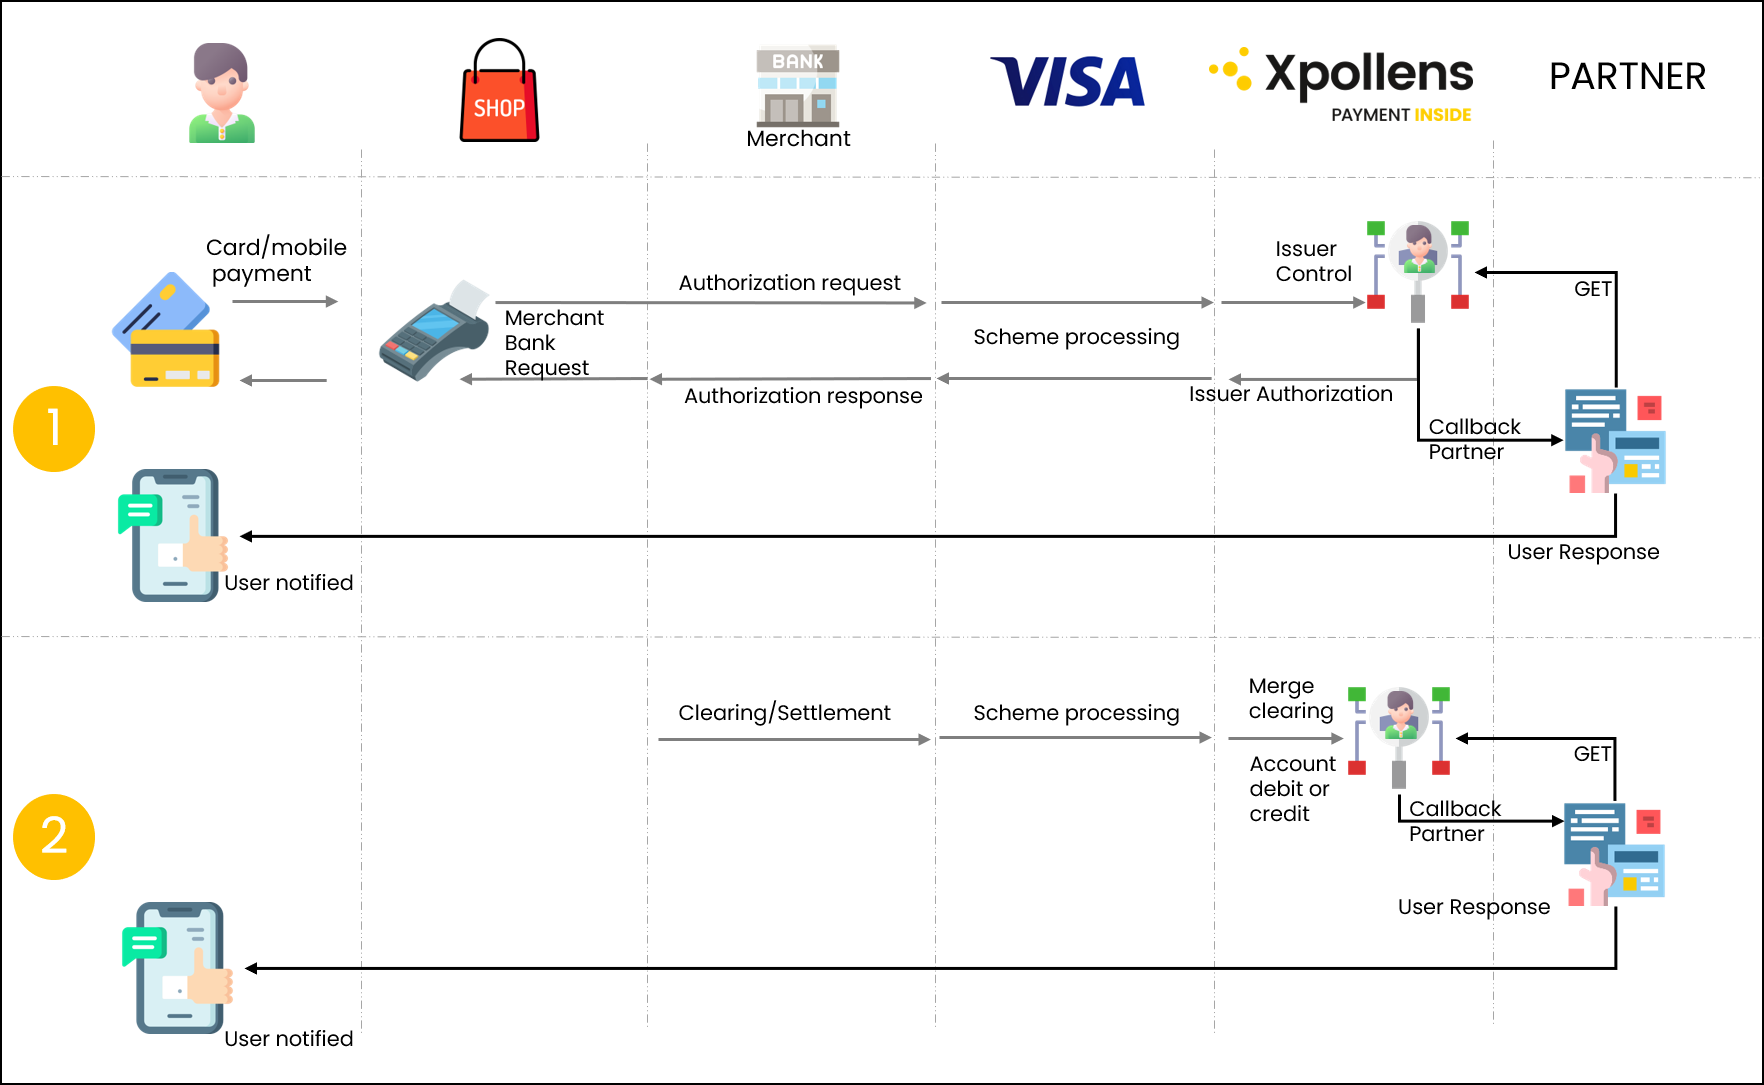 SHOP
BANK
Merchant
VISA
Xpollens
PAYMENT INSIDE
PARTNER
1
Card/mobile
payment
Merchant
Bank
Request
Authorization request
Authorization response
Scheme processing
Issuer
Control
Issuer Authorization
GET
Callback
Partner
User Response
User notified
2
Clearing/Settlement
Scheme processing
Merge
clearing
Account
debit or
credit
GET
Callback
Partner
User Response
User notified